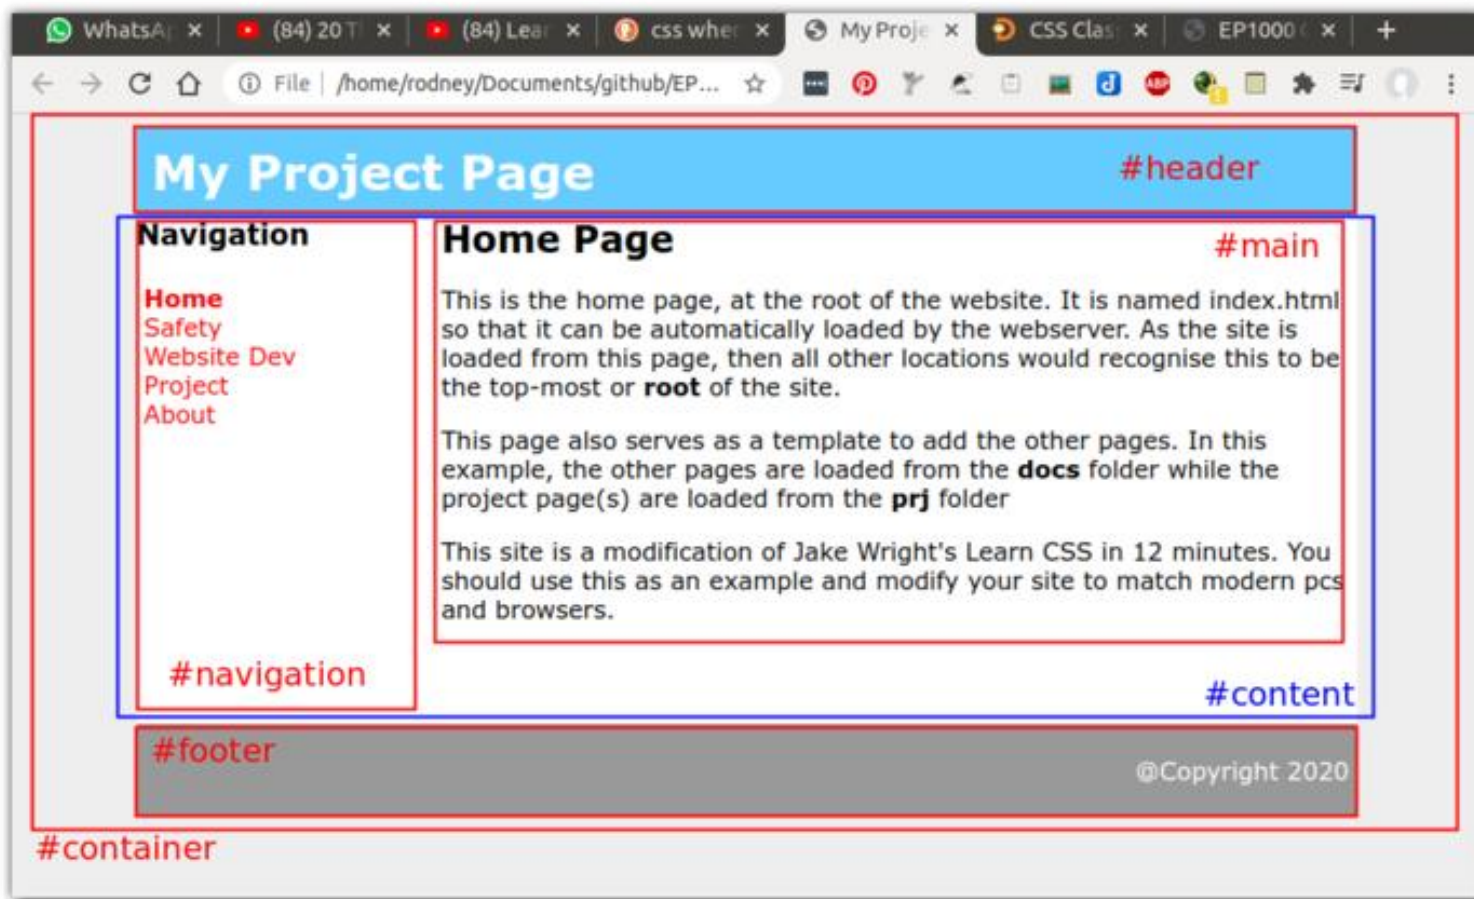 WhatsA (84) 20 T (84) Lear css wher My Proje CSS Clas EP1000
File /home/rodney/Documents/github/EP...
My Project Page
#header
Navigation
Home
Safety
Website Dev
Project
About
#navigation
Home Page
#main
This is the home page, at the root of the website. It is named index.html
so that it can be automatically loaded by the webserver. As the site is
loaded from this page, then all other locations would recognise this to be
the top-most or root of the site.
This page also serves as a template to add the other pages. In this
example, the other pages are loaded from the docs folder while the
project page(s) are loaded from the prj folder
This site is a modification of Jake Wright's Learn CSS in 12 minutes. You
should use this as an example and modify your site to match modern pcs
and browsers.
#content
#footer
@Copyright 2020
#container